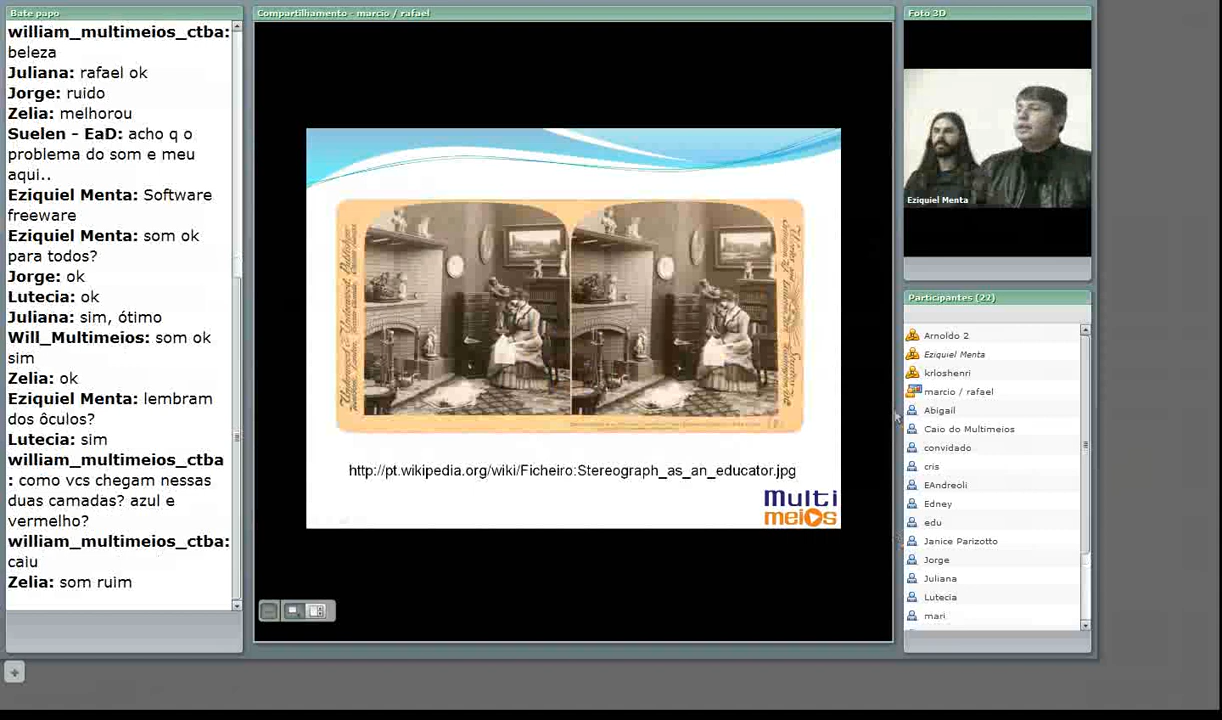 Bate papo
william_multimeios_ctba:
beleza
Juliana: rafael ok
Jorge: ruido
Zelia: melhorou
Suelen - EaD: acho q o
problema do som e meu
aqui..
Eziquiel Menta: Software
freeware
Eziquiel Menta: som ok
para todos?
Jorge: ok
Lutecia: ok
Juliana: sim, ótimo
Will_Multimeios: som ok
sim
Zelia: ok
Eziquiel Menta: lembram
dos ôculos?
Lutecia: sim
william_multimeios_ctba
: como vcs chegam nessas
duas camadas? azul e
vermelho?
william_multimeios_ctba:
caiu
Zelia: som ruim
Compartilhamento - marcio / rafael
Underwood & Underwood, Publishers
http://pt.wikipedia.org/wiki/Ficheiro:Stereograph_as_an_educator.jpg
Multi
meios
Foto 3D
Eziquiel Menta
Participantes (22)
Arnoldo 2
Eziquiel Menta
krloshenri
marcio / rafael
Abigail
Caio do Multimeios
convidado
cris
EAndreoli
Edney
edu
Janice Parizotto
Jorge
Juliana
Lutecia
mari